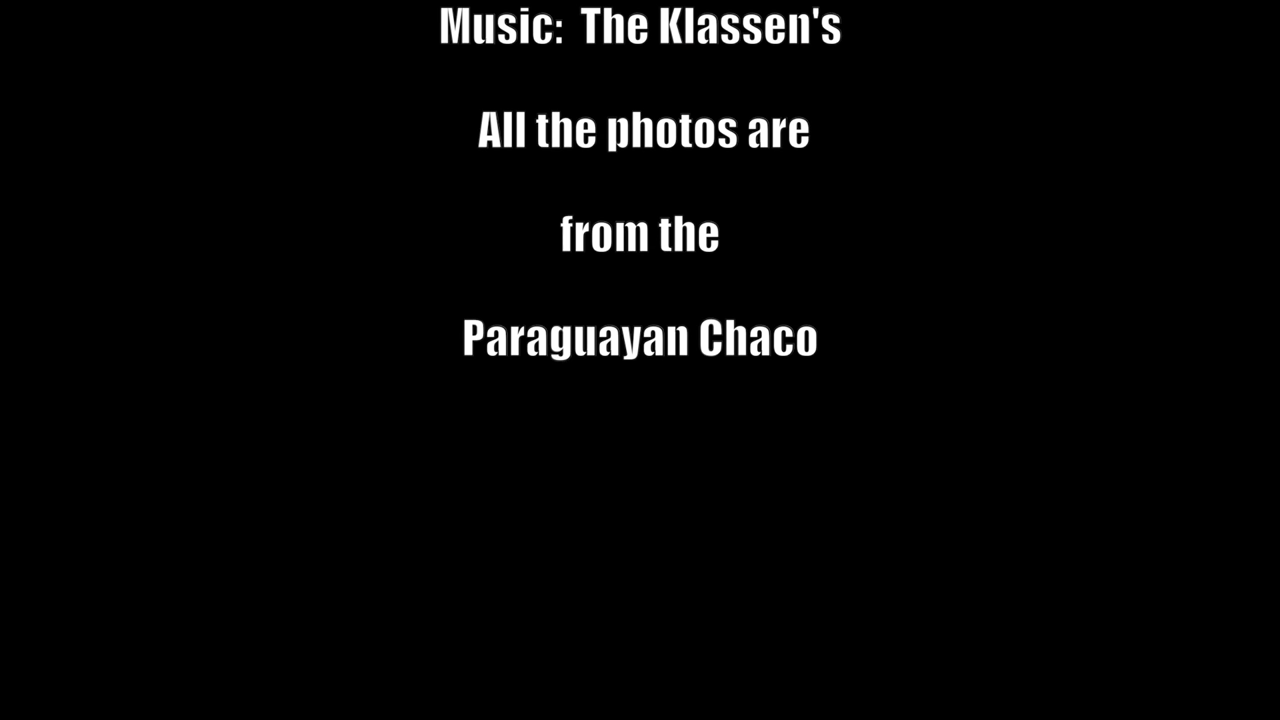 Music:  The Klassen's
All the photos are
from the
Paraguayan Chaco